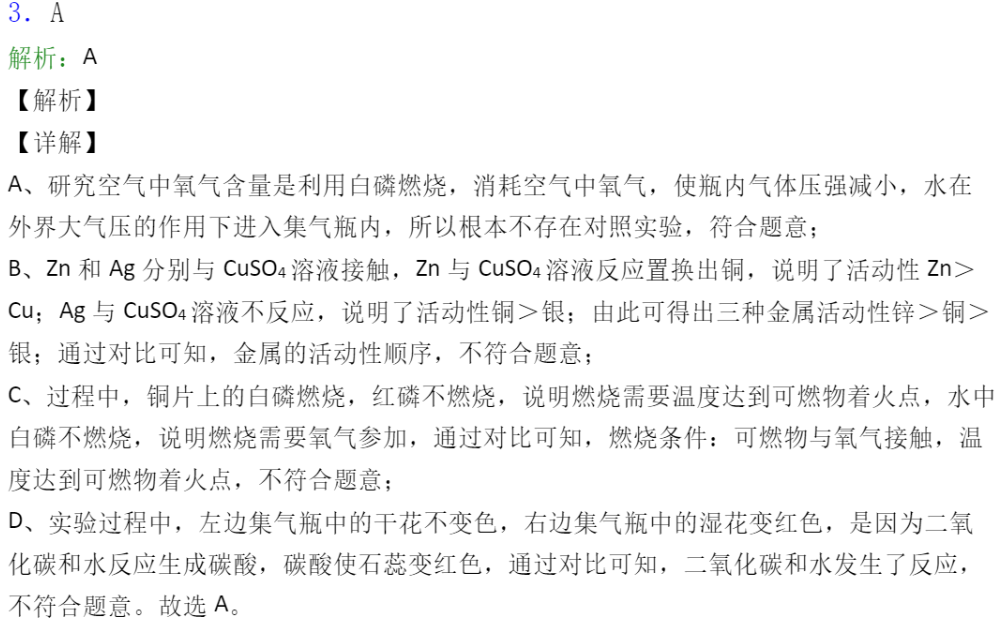 3． A
解析：A
【解析】
【详解】
A、研究空气中氧气含量是利用白磷燃烧，消耗空气中氧气，使瓶内气体压强减小，水在
外界大气压的作用下进入集气瓶内，所以根本不存在对照实验，符合题意；
B、Zn 和 Ag 分别与 CuSO₄ 溶液接触，Zn 与 CuSO₄ 溶液反应置换出铜，说明了活动性 Zn＞
Cu；Ag 与 CuSO₄ 溶液不反应，说明了活动性铜＞银；由此可得出三种金属活动性锌＞铜＞
银；通过对比可知，金属的活动性顺序，不符合题意；
C、过程中，铜片上的白磷燃烧，红磷不燃烧，说明燃烧需要温度达到可燃物着火点，水中
白磷不燃烧，说明燃烧需要氧气参加，通过对比可知，燃烧条件：可燃物与氧气接触，温
度达到可燃物着火点，不符合题意；
D、实验过程中，左边集气瓶中的干花不变色，右边集气瓶中的湿花变红色，是因为二氧
化碳和水反应生成碳酸，碳酸使石蕊变红色，通过对比可知，二氧化碳和水发生了反应，
不符合题意。故选 A。